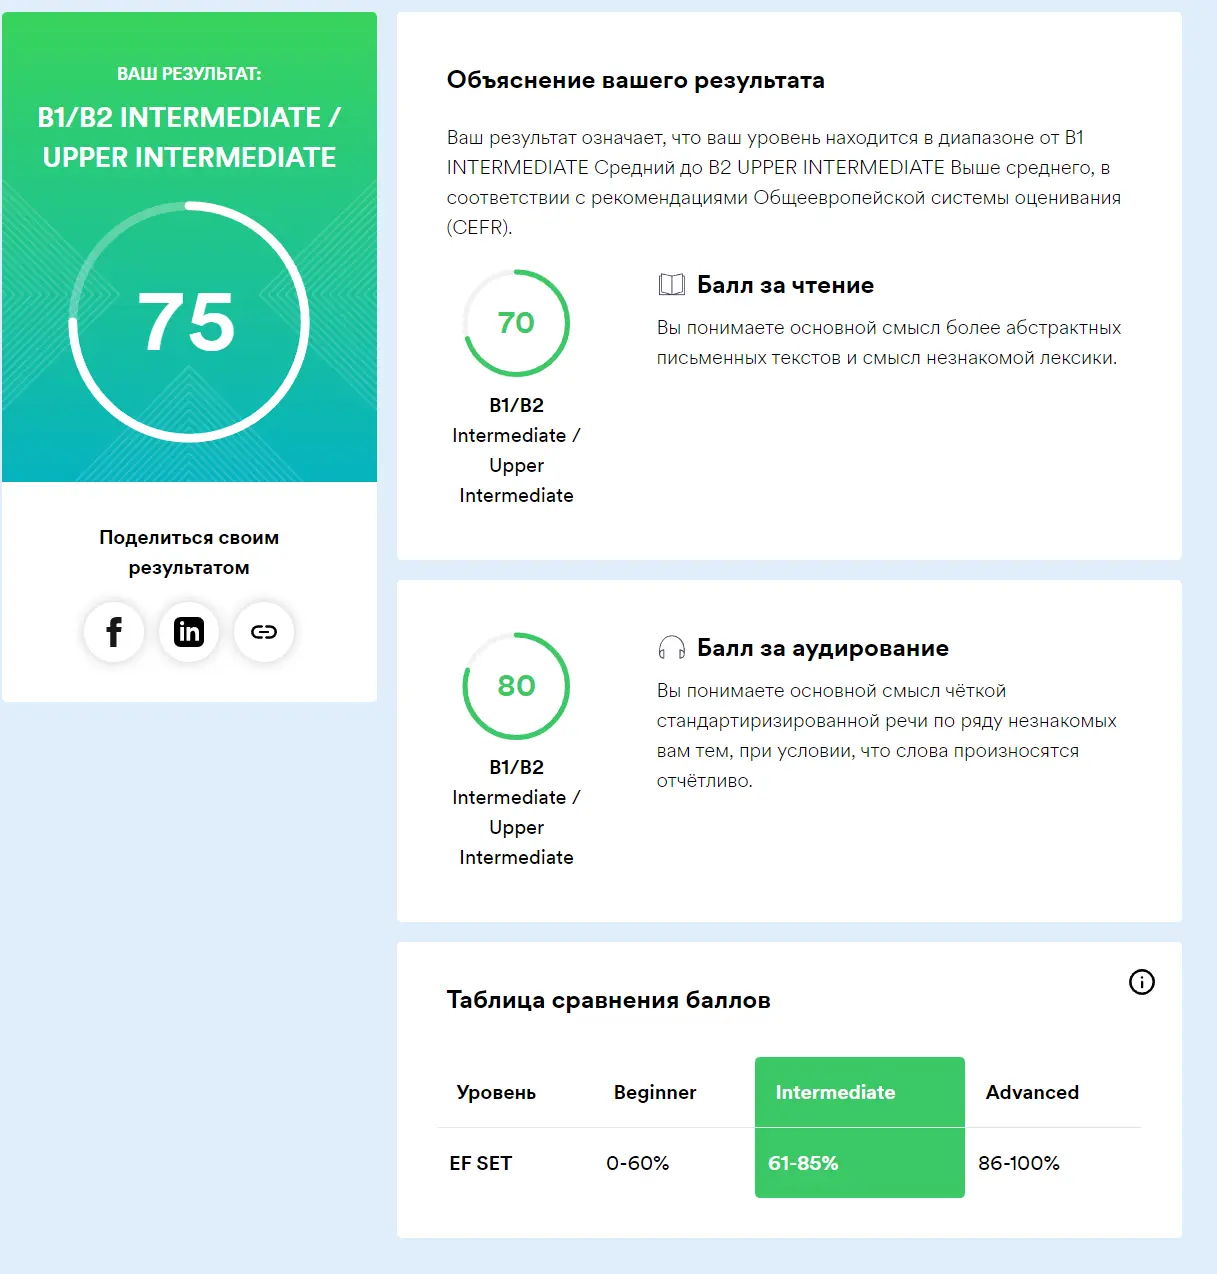 ВАШ РЕЗУЛЬТАТ:
B1/B2 INTERMEDIATE /
UPPER INTERMEDIATE
75
Поделиться своим
результатом
f
in
Объяснение вашего результата
Ваш результат означает, что ваш уровень находится в диапазоне от B1
INTERMEDIATE Средний до B2 UPPER INTERMEDIATE Выше среднего, в
соответствии с рекомендациями Общеевропейской системы оценивания
(CEFR).
70
B1/B2
Intermediate /
Upper
Intermediate
Балл за чтение
Вы понимаете основной смысл более абстрактных
письменных текстов и смысл незнакомой лексики.
80
B1/B2
Intermediate /
Upper
Intermediate
Балл за аудирование
Вы понимаете основной смысл чёткой
стандартиризированной речи по ряду незнакомых
вам тем, при условии, что слова произносятся
отчётливо.
Таблица сравнения баллов
Уровень Beginner Intermediate Advanced
EF SET 0-60% 61-85% 86-100%